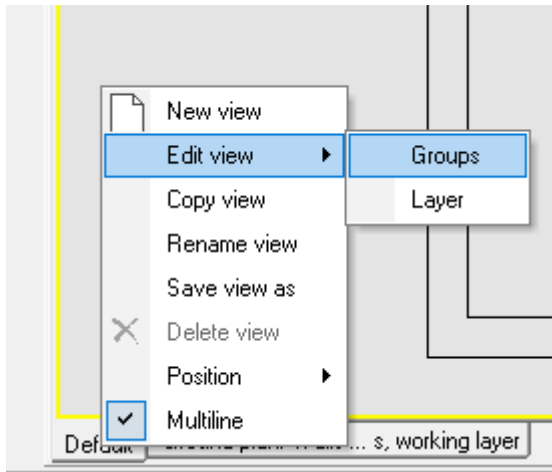 New view
Edit view
Groups
Copy view
Layer
Rename view
Save view as
Delete view
Position
Multiline
Default
s, working layer